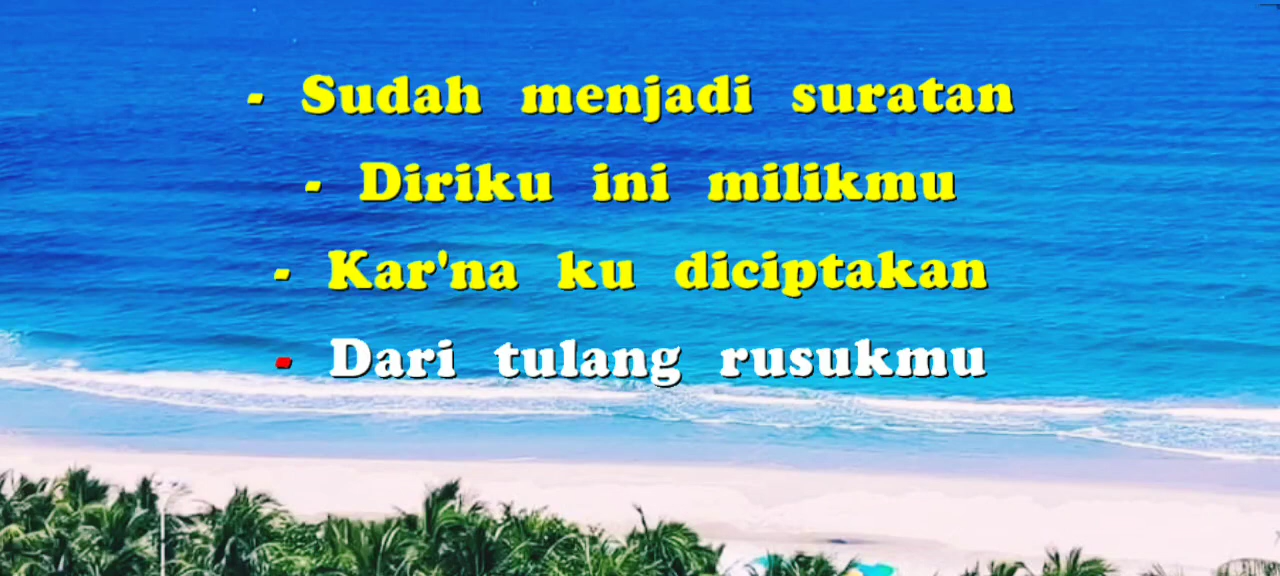 - Sudah menjadi suratan
- Diriku ini milikmu
- Kar'na ku diciptakan
- Dari tulang rusukmu